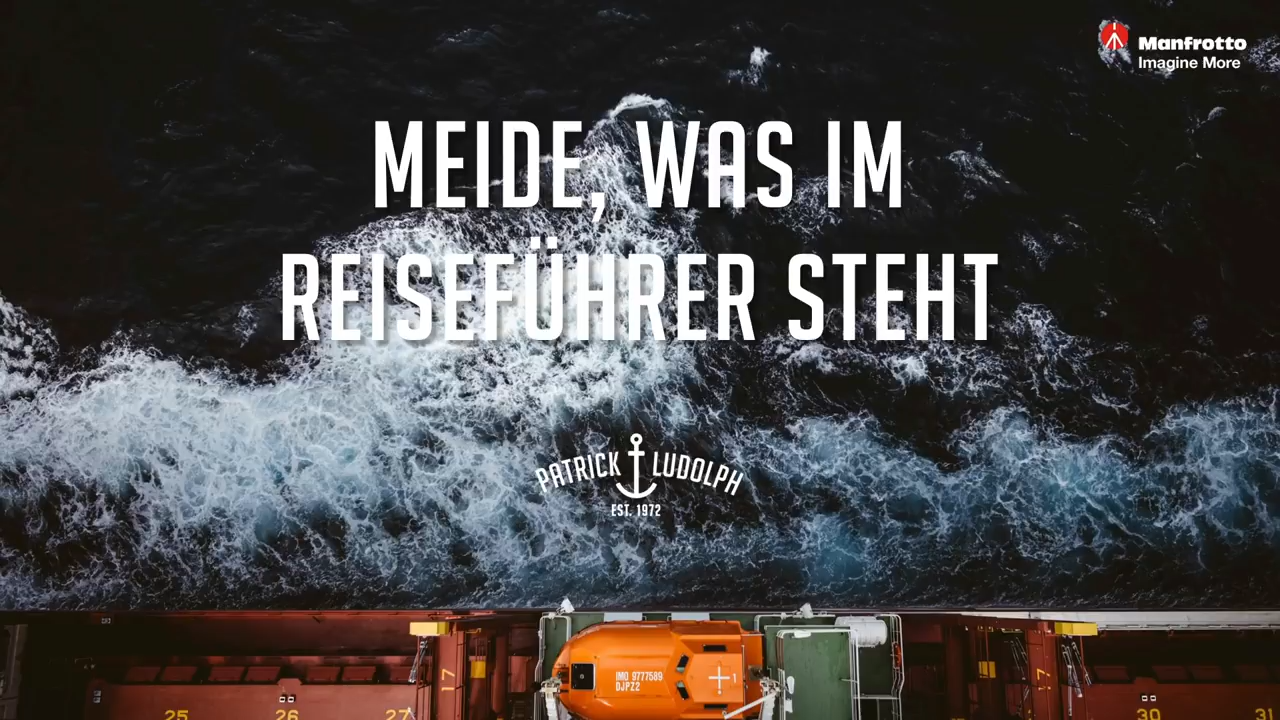 Manfrotto
Imagine More
MEIDE, WAS IM
REISEFÜHRER STEHT
PATRICK LUDOLPH
EST. 1972
IMO 9777589
DJPZ2
1
17
17
25 26 27 30 31